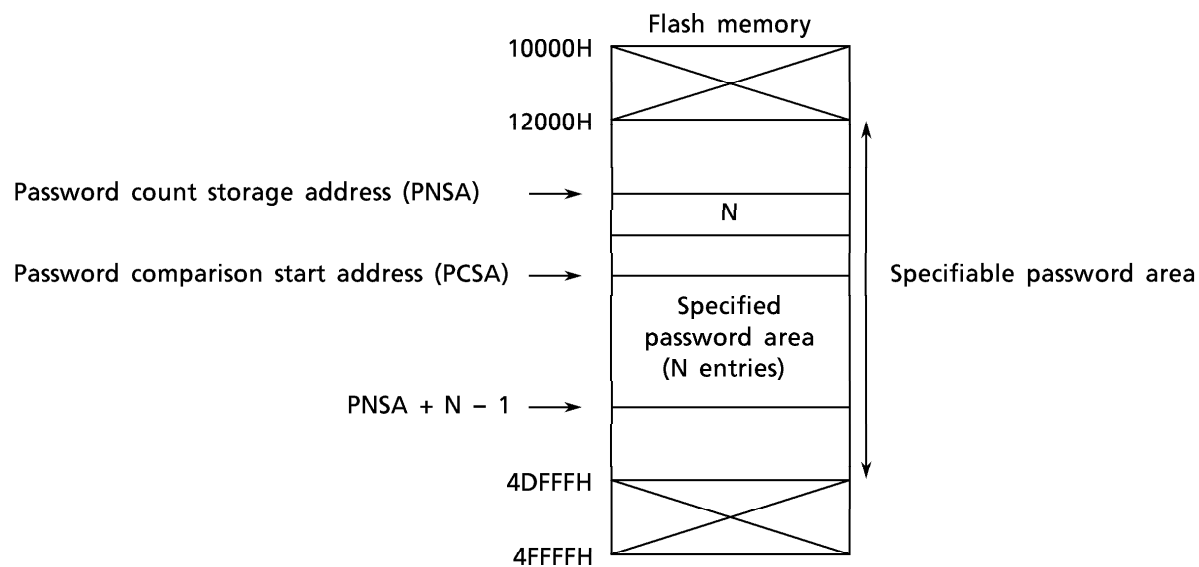 Flash memory
10000H
12000H
Password count storage address (PNSA)
N
Password comparison start address (PCSA)
Specifiable password area
Specified
password area
(N entries)
PNSA + N – 1
4DFFFH
4FFFFH